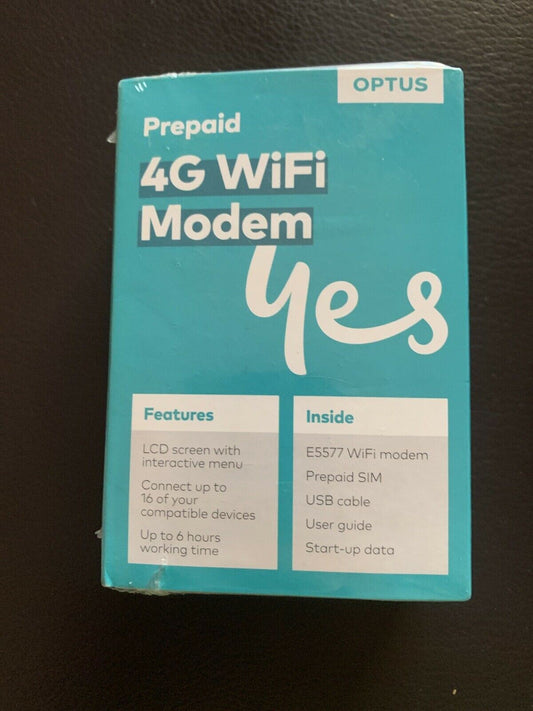 OPTUS
Prepaid
4G WiFi
Modem
yes
Features
LCD screen with
interactive menu
Connect up to
16 of your
compatible devices
Up to 6 hours
working time
Inside
E5577 WiFi modem
Prepaid SIM
USB cable
User guide
Start-up data